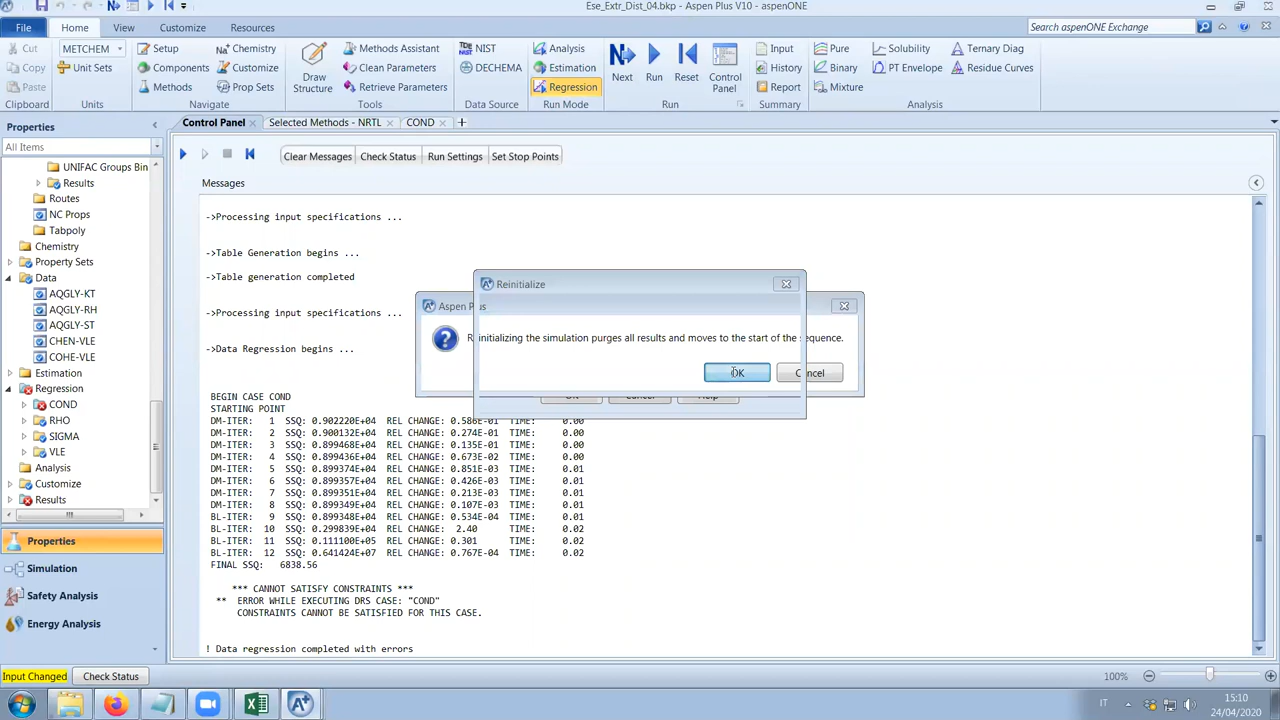 Ese_Extr_Dist_04.bkp - Aspen Plus V10 - aspenONE
File Home View Customize Resources Search aspenONE Exchange
Cut METCHEM Setup Chemistry Methods Assistant NIST Analysis Input Pure Solubility Ternary Diag
Copy Unit Sets Components Customize Draw Structure Clean Parameters DECHEMA Estimation Next Run Reset Control Panel History Binary PT Envelope Residue Curves
Paste Methods Prop Sets Retrieve Parameters Regression Report Mixture
Clipboard Units Navigate Tools Data Source Run Mode Run Summary Analysis
Properties
Control Panel Selected Methods - NRTL COND
All Items
Clear Messages Check Status Run Settings Set Stop Points
UNIFAC Groups Bin
Results
Routes
NC Props
Tabpoly
Chemistry
Property Sets
Data
AQGLY-KT
AQGLY-RH
AQGLY-ST
CHEN-VLE
COHE-VLE
Estimation
Regression
COND
RHO
SIGMA
VLE
Analysis
Customize
Results
Properties
Simulation
Safety Analysis
Energy Analysis
Messages
->Processing input specifications ...
->Table Generation begins ...
->Table generation completed
->Processing input specifications ...
->Data Regression begins ...
BEGIN CASE COND
STARTING POINT
DM-ITER: 1 SSQ: 0.902220E+04 REL CHANGE: 0.586E-01 TIME: 0.00
DM-ITER: 2 SSQ: 0.900132E+04 REL CHANGE: 0.274E-01 TIME: 0.00
DM-ITER: 3 SSQ: 0.899468E+04 REL CHANGE: 0.135E-01 TIME: 0.00
DM-ITER: 4 SSQ: 0.899436E+04 REL CHANGE: 0.673E-02 TIME: 0.00
DM-ITER: 5 SSQ: 0.899374E+04 REL CHANGE: 0.851E-03 TIME: 0.01
DM-ITER: 6 SSQ: 0.899357E+04 REL CHANGE: 0.426E-03 TIME: 0.01
DM-ITER: 7 SSQ: 0.899351E+04 REL CHANGE: 0.213E-03 TIME: 0.01
DM-ITER: 8 SSQ: 0.899349E+04 REL CHANGE: 0.107E-03 TIME: 0.01
BL-ITER: 9 SSQ: 0.899348E+04 REL CHANGE: 0.534E-04 TIME: 0.01
BL-ITER: 10 SSQ: 0.299839E+04 REL CHANGE: 2.40 TIME: 0.02
BL-ITER: 11 SSQ: 0.111100E+05 REL CHANGE: 0.301 TIME: 0.02
BL-ITER: 12 SSQ: 0.641424E+07 REL CHANGE: 0.767E-04 TIME: 0.02
FINAL SSQ: 6838.56
*** CANNOT SATISFY CONSTRAINTS ***
** ERROR WHILE EXECUTING DRS CASE: "COND"
CONSTRAINTS CANNOT BE SATISFIED FOR THIS CASE.
! Data regression completed with errors
Reinitialize
Aspen Plus
Reinitializing the simulation purges all results and moves to the start of the sequence.
OK Cancel
Input Changed Check Status 100%
IT 15:10
24/04/2020